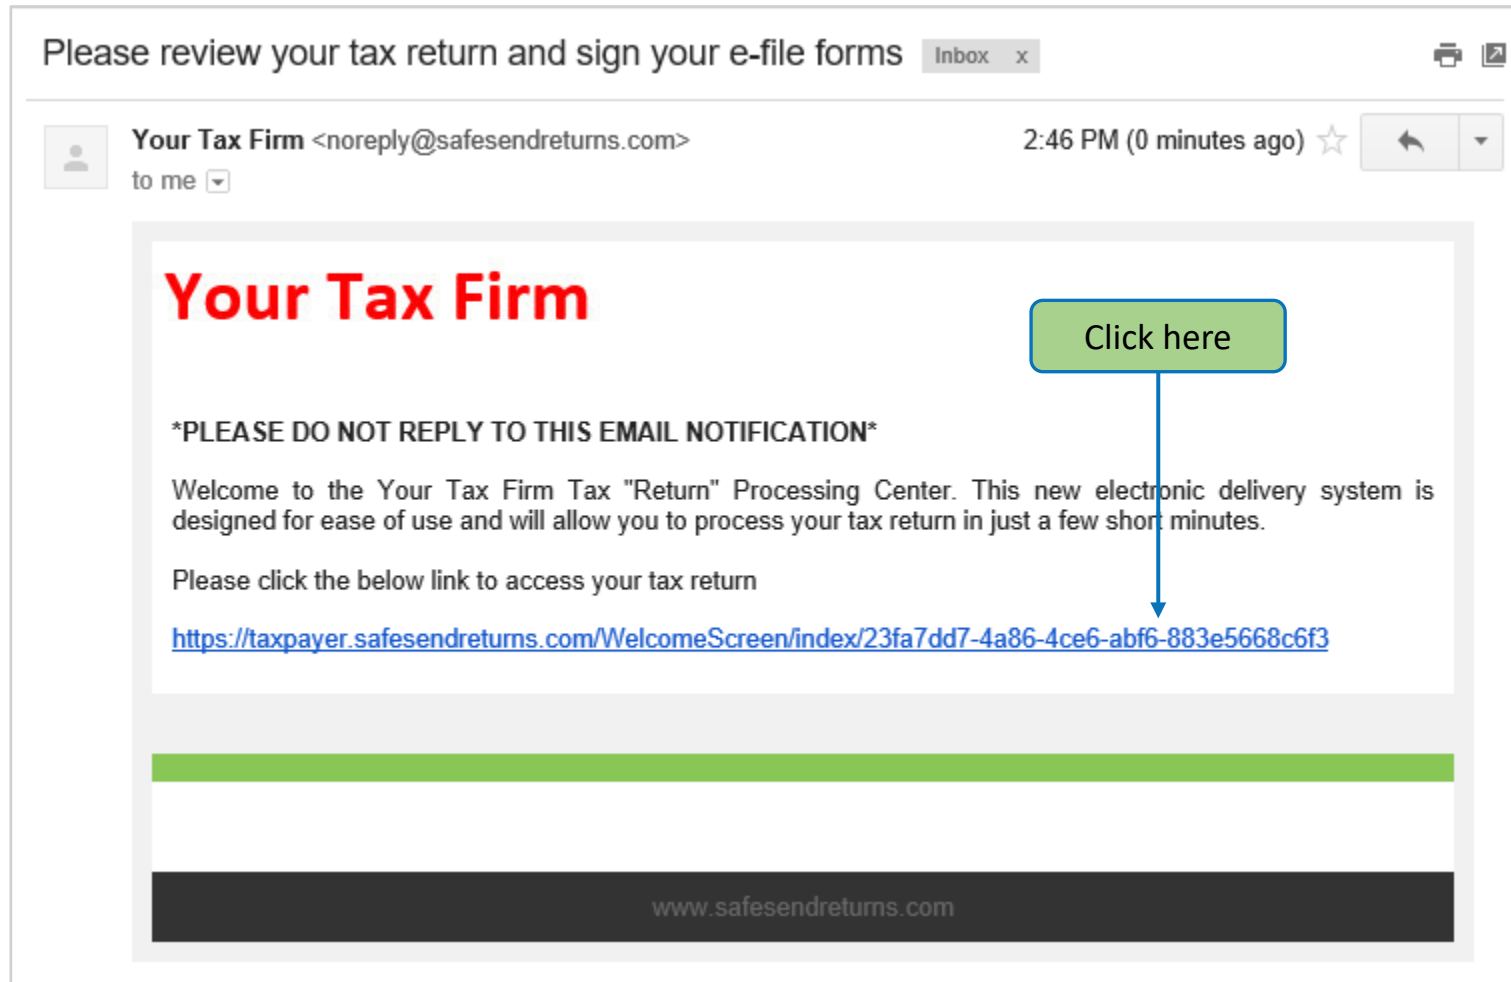 Please review your tax return and sign your e-file forms Inbox x
Your Tax Firm <noreply@safesendreturns.com> 2:46 PM (0 minutes ago)
to me
Your Tax Firm
Click here
*PLEASE DO NOT REPLY TO THIS EMAIL NOTIFICATION*
Welcome to the Your Tax Firm Tax "Return" Processing Center. This new electronic delivery system is
designed for ease of use and will allow you to process your tax return in just a few short minutes.
Please click the below link to access your tax return
https://taxpayer.safesendreturns.com/WelcomeScreen/index/23fa7dd7-4a86-4ce6-abf6-883e5668c6f3
www.safesendreturns.com